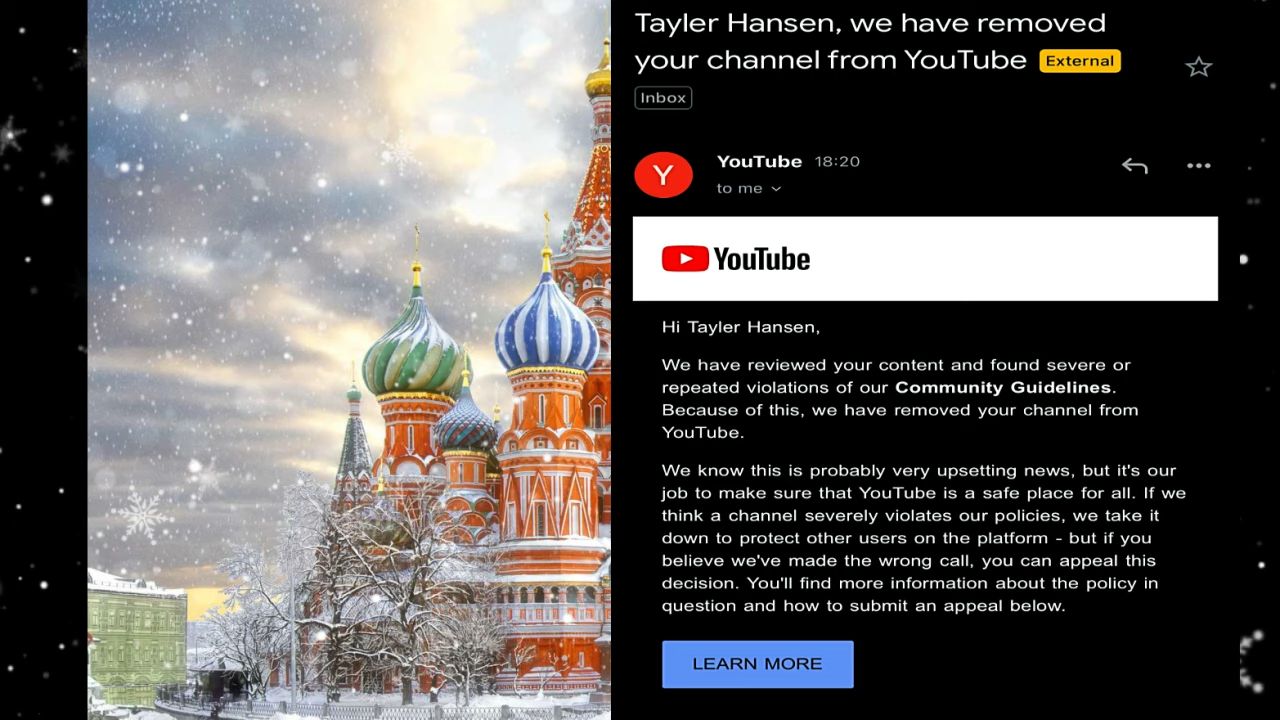 Tayler Hansen, we have removed
your channel from YouTube External
Inbox
Y
YouTube 18:20
to me
YouTube
Hi Tayler Hansen,
We have reviewed your content and found severe or
repeated violations of our Community Guidelines.
Because of this, we have removed your channel from
YouTube.
We know this is probably very upsetting news, but it's our
job to make sure that YouTube is a safe place for all. If we
think a channel severely violates our policies, we take it
down to protect other users on the platform - but if you
believe we've made the wrong call, you can appeal this
decision. You'll find more information about the policy in
question and how to submit an appeal below.
LEARN MORE